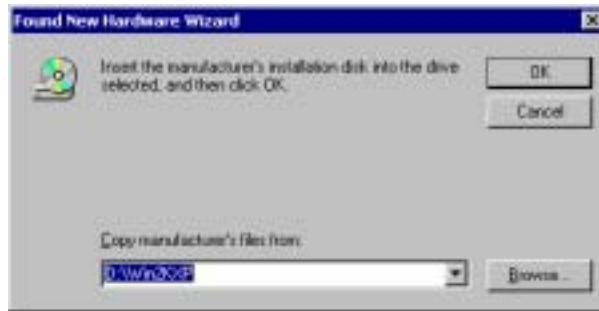 Found New Hardware Wizard
Insert the manufacturer's installation disk into the drive
selected, and then click OK.
OK
Cancel
Copy manufacturer's files from:
D:\Win2KXP
Browse...